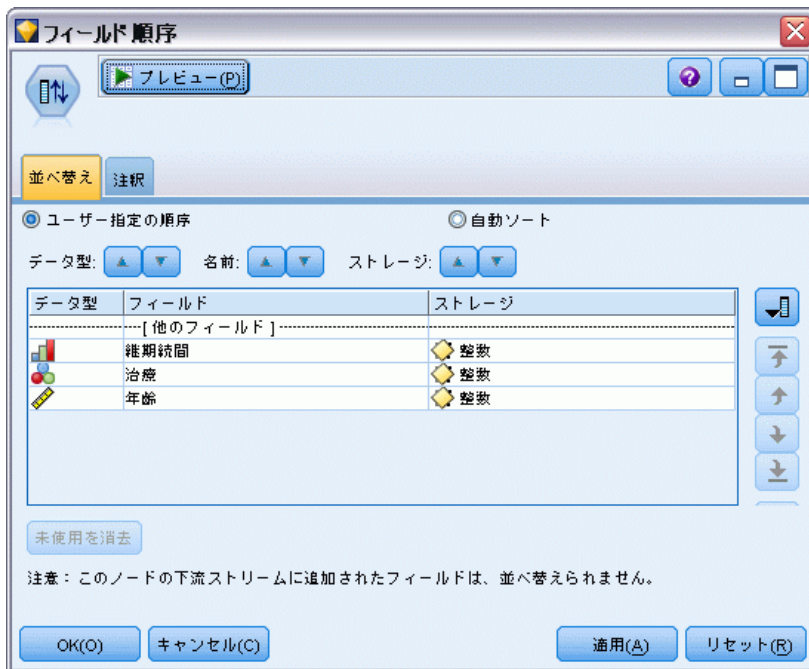 フィールド順序
プレビュー(P)
並べ替え 注釈
ユーザー指定の順序 自動ソート
データ型: 名前: ストレージ:
データ型 フィールド ストレージ
[他のフィールド]
維期続間 整数
治療 整数
年齢 整数
未使用を消去
注意：このノードの下流ストリームに追加されたフィールドは、並べ替えられません。
OK(O) キャンセル(C) 適用(A) リセット(R)